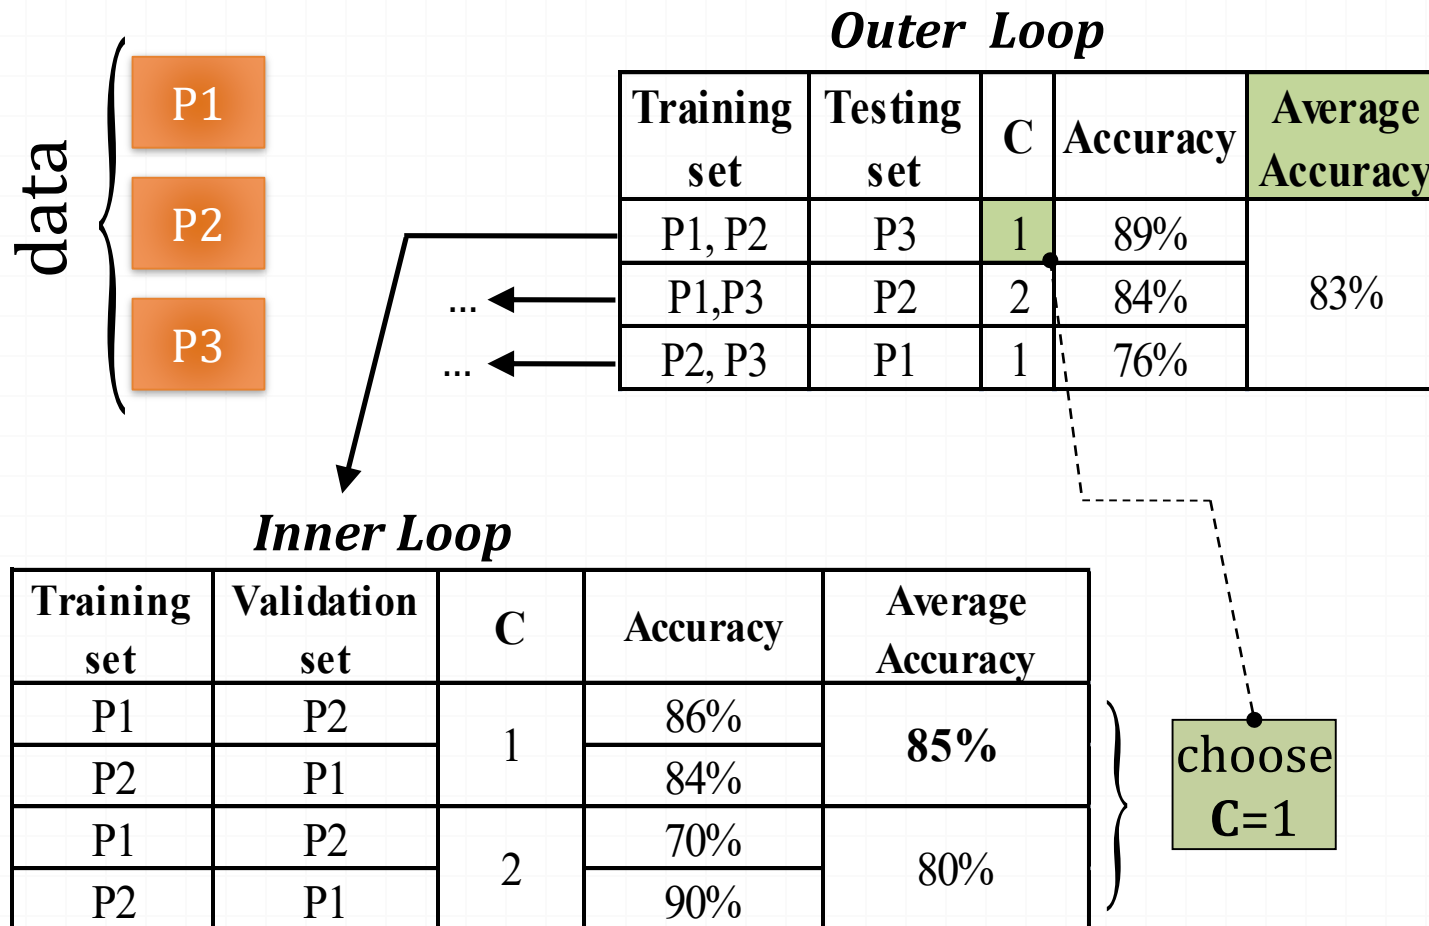 data
P1
P2
P3
Outer Loop
Training set Testing set C Accuracy Average Accuracy
P1, P2 P3 1 89% 83%
P1,P3 P2 2 84%
P2, P3 P1 1 76%
...
...
Inner Loop
Training set Validation set C Accuracy Average Accuracy
P1 P2 1 86% 85%
P2 P1 84%
P1 P2 2 70% 80%
P2 P1 90%
choose
C=1